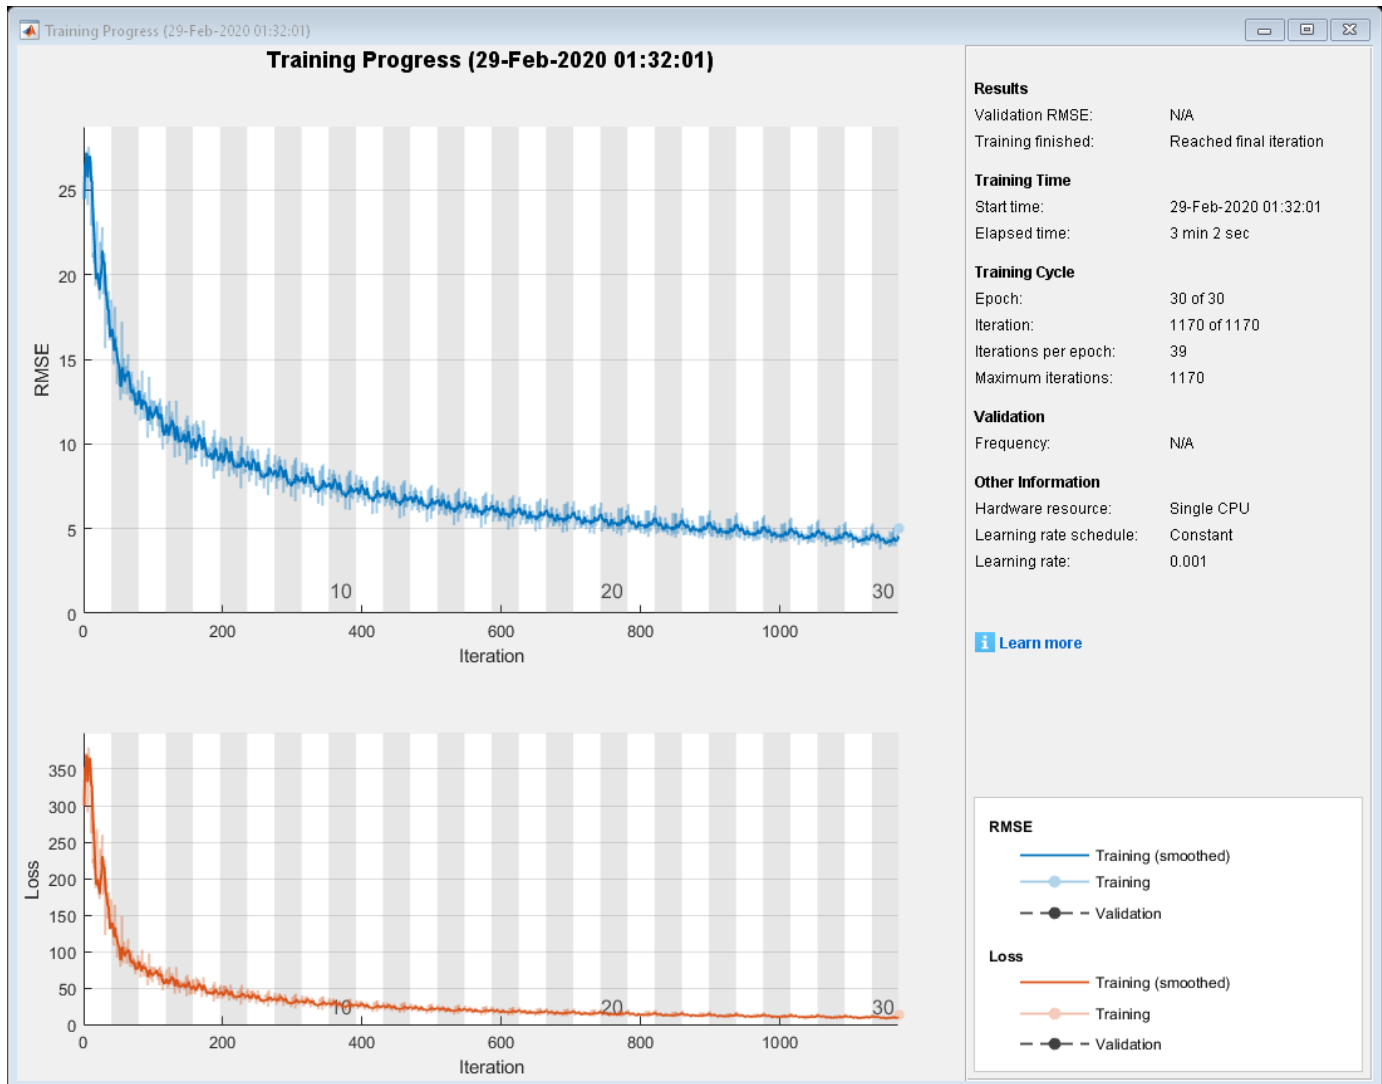 Training Progress (29-Feb-2020 01:32:01)
Training Progress (29-Feb-2020 01:32:01)
RMSE
25
20
15
10
5
0
10
20
30
0 200 400 600 800 1000
Iteration
Loss
350
300
250
200
150
100
50
0
10
20
30
0 200 400 600 800 1000
Iteration
Results
Validation RMSE: N/A
Training finished: Reached final iteration
Training Time
Start time: 29-Feb-2020 01:32:01
Elapsed time: 3 min 2 sec
Training Cycle
Epoch: 30 of 30
Iteration: 1170 of 1170
Iterations per epoch: 39
Maximum iterations: 1170
Validation
Frequency: N/A
Other Information
Hardware resource: Single CPU
Learning rate schedule: Constant
Learning rate: 0.001
i Learn more
RMSE
Training (smoothed)
Training
Validation
Loss
Training (smoothed)
Training
Validation